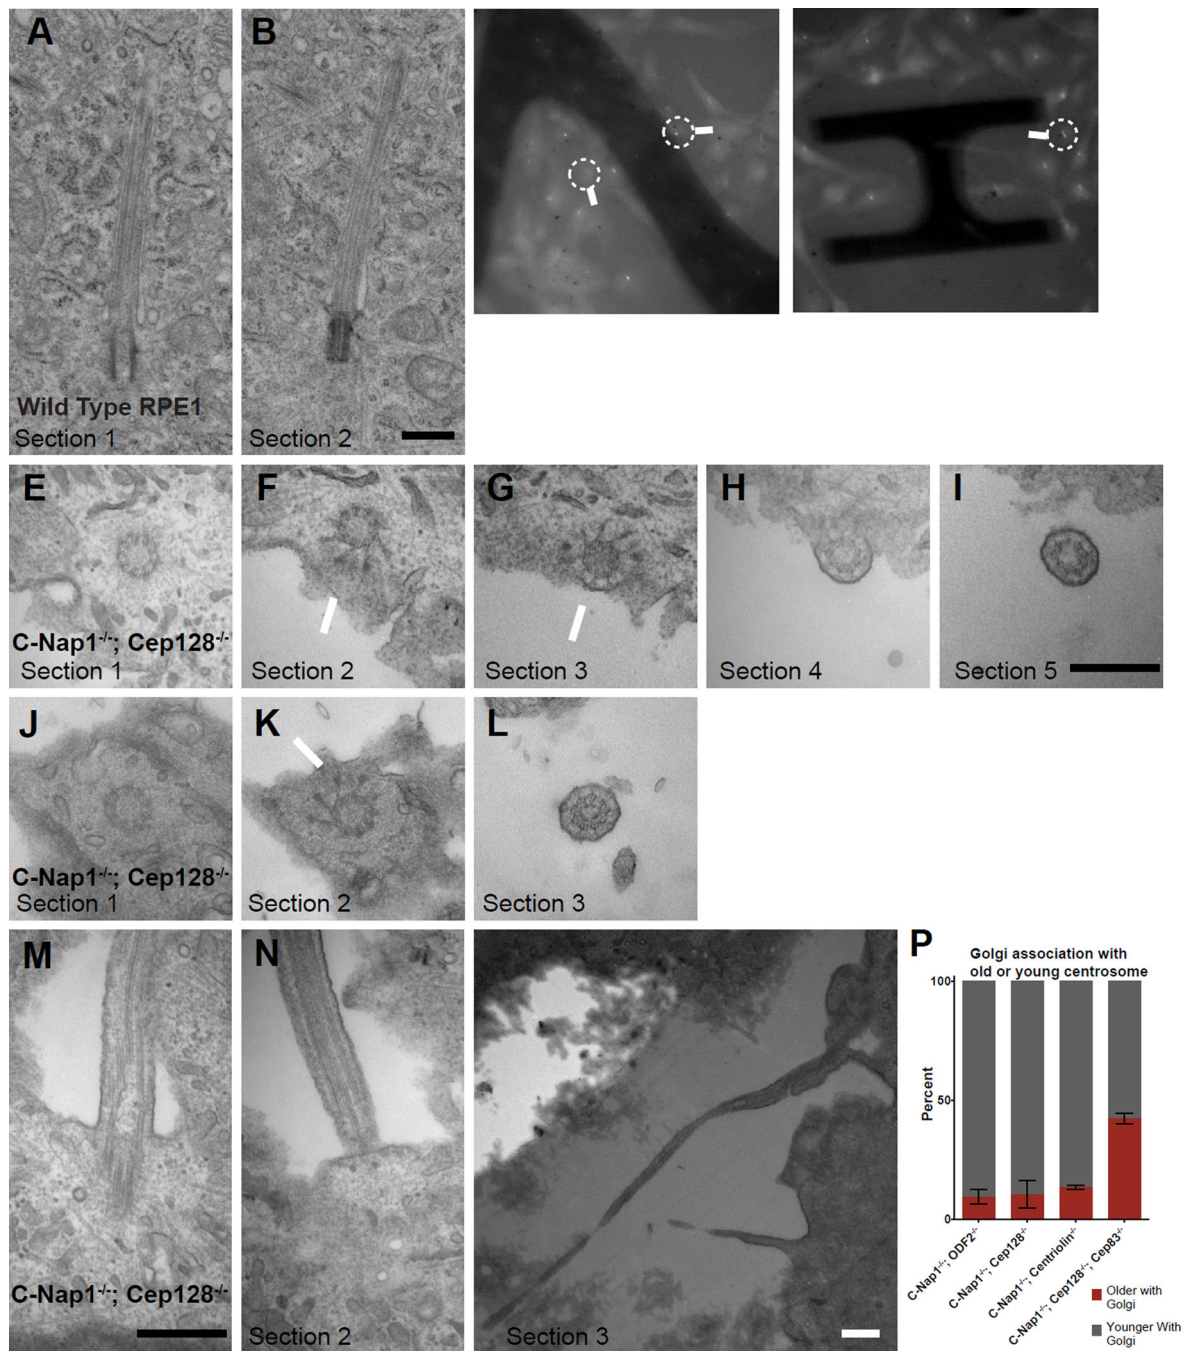 A
B
Wild Type RPE1
Section 1
Section 2
E
F
G
H
I
C-Nap1-/-; Cep128-/-
Section 1
Section 2
Section 3
Section 4
Section 5
J
K
L
C-Nap1-/-; Cep128-/-
Section 1
Section 2
Section 3
M
N
C-Nap1-/-; Cep128-/-
Section 2
Section 3
P
Golgi association with
old or young centrosome
100
50
0
Percent
C-Nap1-/-; ODF2-/-
C-Nap1-/-; Cep128-/-
C-Nap1-/-; Centriolin-/-
C-Nap1-/-; Cep128-/-; Cep83-/-
Older with
Golgi
Younger With
Golgi